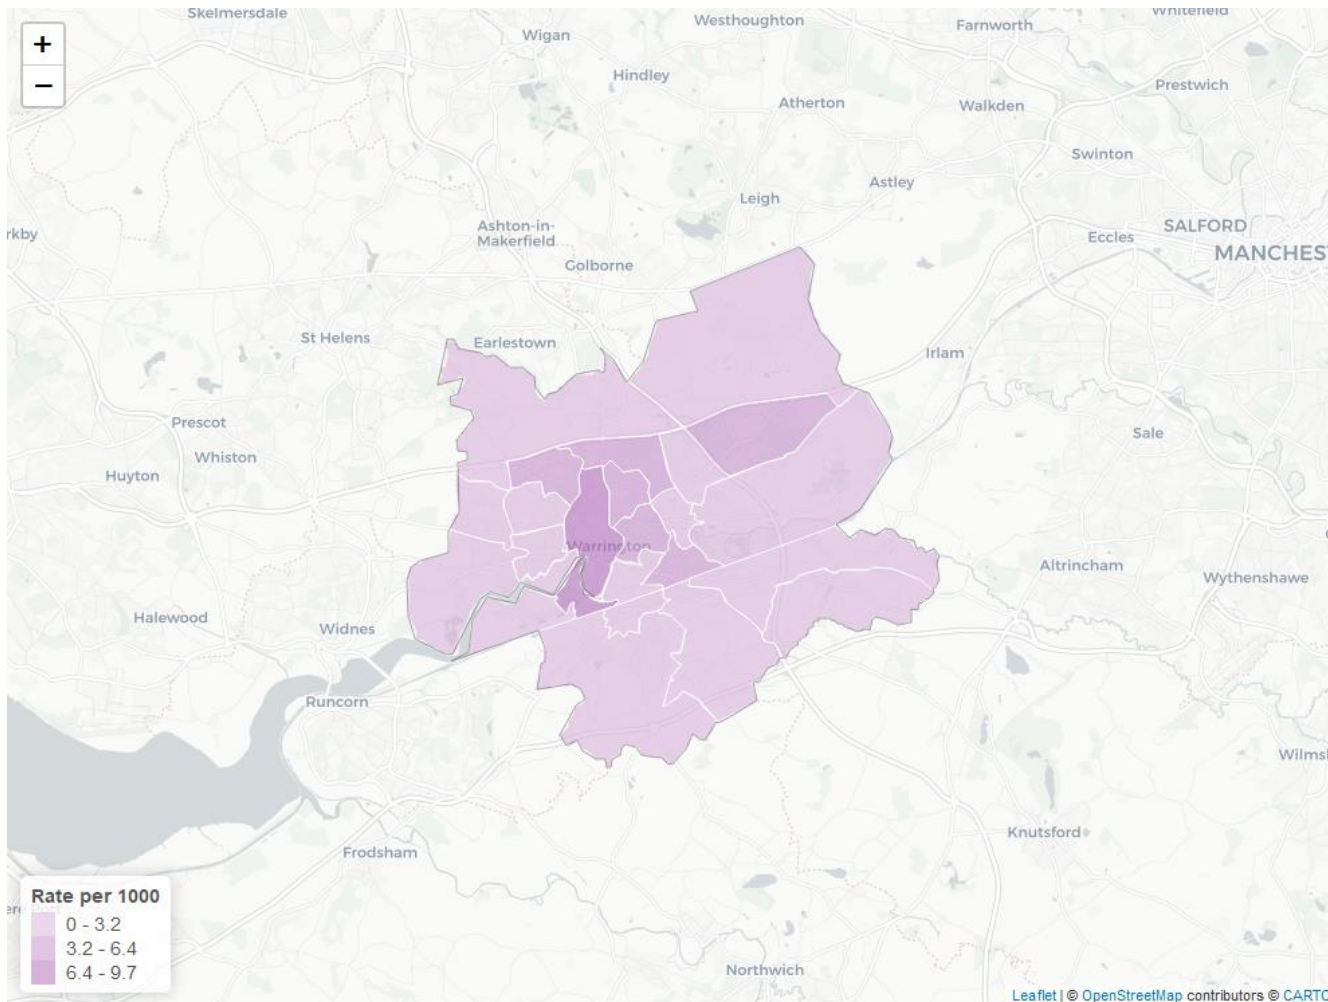 Skelmersdale
Westhoughton
Whitefield
Farnworth
+
Wigan
Hindley
−
Prestwich
Atherton
Walkden
Swinton
Astley
Leigh
Ashton-in-
Makerfield
SALFORD
rkby
Eccles
MANCHES
Golborne
St Helens
Earlestown
Irlam
Prescot
Sale
Whiston
Huyton
Warrington
Altrincham
Wythenshawe
Halewood
Widnes
Runcorn
Wilms
Knutsford
Frodsham
Rate per 1000
0 - 3.2
3.2 - 6.4
6.4 - 9.7
Northwich
Leaflet | © OpenStreetMap contributors © CARTO